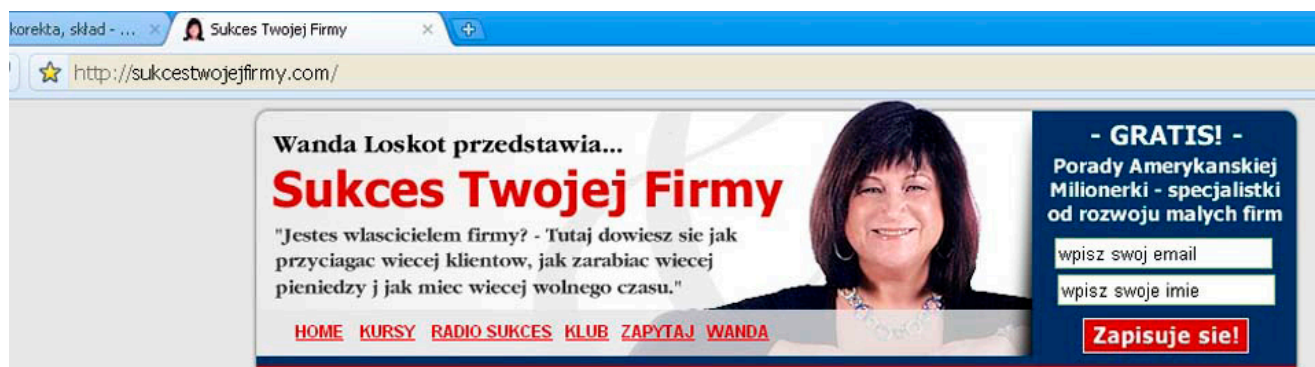 korekta, skład - ...
Sukces Twojej Firmy
http://sukcestwojejfirmy.com/
Wanda Loskot przedstawia...
Sukces Twojej Firmy
"Jestes wlascicielem firmy? - Tutaj dowiesz sie jak
przyciagac wiecej klientow, jak zarabiac wiecej
pieniedzy j jak miec wiecej wolnego czasu."
HOME KURSY RADIO SUKCES KLUB ZAPYTAJ WANDA
- GRATIS! -
Porady Amerykanskiej
Milionerki - specjalistki
od rozwoju malych firm
wpisz swoj email
wpisz swoje imie
Zapisuje sie!